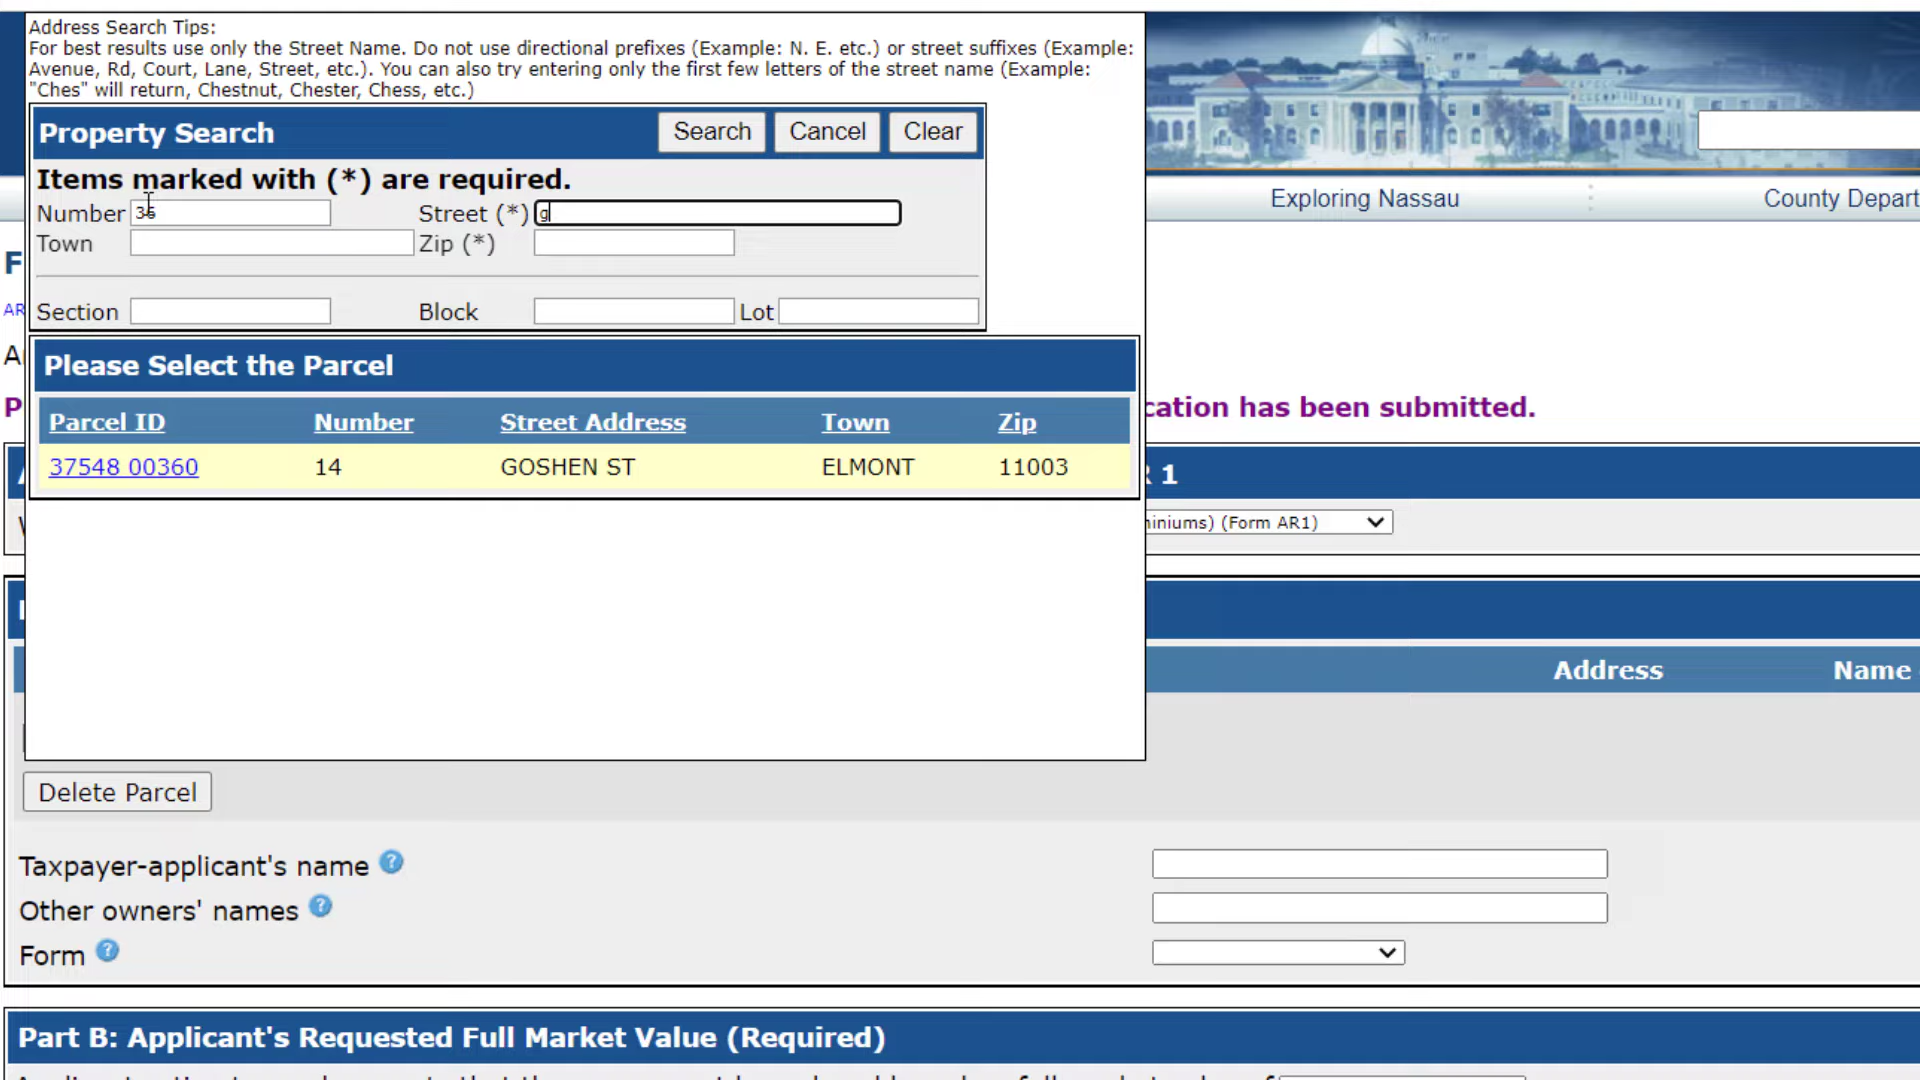 Address Search Tips:
For best results use only the Street Name. Do not use directional prefixes (Example: N. E. etc.) or street suffixes (Example:
Avenue, Rd, Court, Lane, Street, etc.). You can also try entering only the first few letters of the street name (Example:
"Ches" will return, Chestnut, Chester, Chess, etc.)
Property Search Search Cancel Clear
Items marked with (*) are required.
Number 36 Street (*) g
Town Zip (*)
Section Block Lot
Exploring Nassau County Depart
F
AR
A
Please Select the Parcel
P cation has been submitted.
Parcel ID Number Street Address Town Zip
37548 00360 14 GOSHEN ST ELMONT 11003
R 1
iniums) (Form AR1)
Address Name
Delete Parcel
Taxpayer-applicant's name ?
Other owners' names ?
Form ?
Part B: Applicant's Requested Full Market Value (Required)